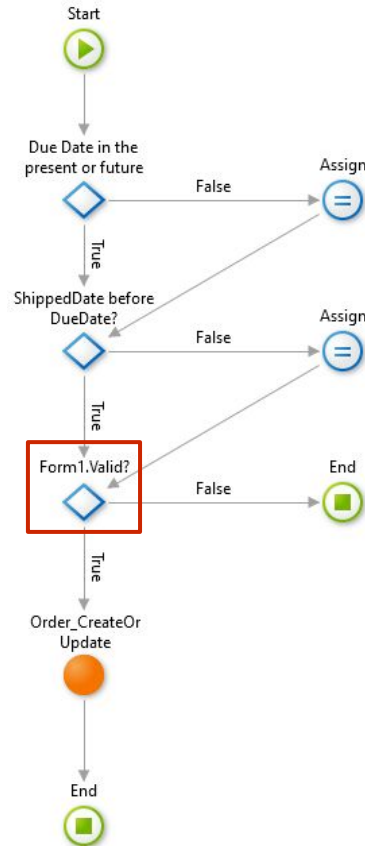 Start
Due Date in the
present or future
False
Assign
True
ShippedDate before
DueDate?
False
Assign
True
Form1.Valid?
False
End
True
Order_CreateOr
Update
End